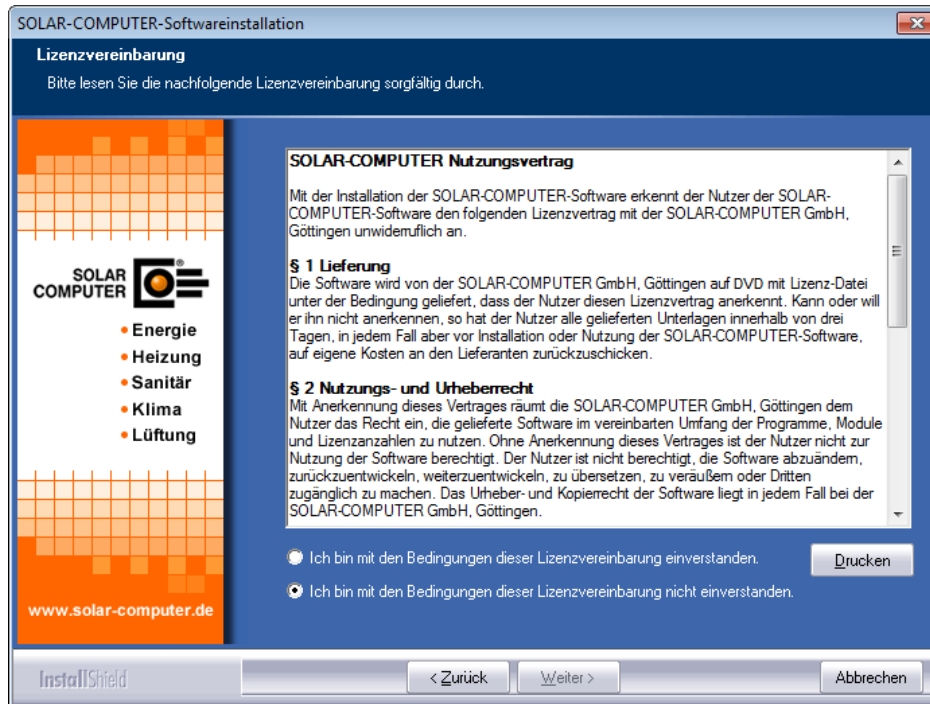 SOLAR-COMPUTER-Softwareinstallation
Lizenzvereinbarung
Bitte lesen Sie die nachfolgende Lizenzvereinbarung sorgfältig durch.
SOLAR
COMPUTER
®
• Energie
• Heizung
• Sanitär
• Klima
• Lüftung
www.solar-computer.de
SOLAR-COMPUTER Nutzungsvertrag
Mit der Installation der SOLAR-COMPUTER-Software erkennt der Nutzer der SOLAR-
COMPUTER-Software den folgenden Lizenzvertrag mit der SOLAR-COMPUTER GmbH,
Göttingen unwiderruflich an.
§ 1 Lieferung
Die Software wird von der SOLAR-COMPUTER GmbH, Göttingen auf DVD mit Lizenz-Datei
unter der Bedingung geliefert, dass der Nutzer diesen Lizenzvertrag anerkennt. Kann oder will
er ihn nicht anerkennen, so hat der Nutzer alle gelieferten Unterlagen innerhalb von drei
Tagen, in jedem Fall aber vor Installation oder Nutzung der SOLAR-COMPUTER-Software,
auf eigene Kosten an den Lieferanten zurückzuschicken.
§ 2 Nutzungs- und Urheberrecht
Mit Anerkennung dieses Vertrages räumt die SOLAR-COMPUTER GmbH, Göttingen dem
Nutzer das Recht ein, die gelieferte Software im vereinbarten Umfang der Programme, Module
und Lizenzanzahlen zu nutzen. Ohne Anerkennung dieses Vertrages ist der Nutzer nicht zur
Nutzung der Software berechtigt. Der Nutzer ist nicht berechtigt, die Software abzuändern,
zurückzuentwickeln, weiterzuentwickeln, zu übersetzen, zu veräußern oder Dritten
zugänglich zu machen. Das Urheber- und Kopierrecht der Software liegt in jedem Fall bei der
SOLAR-COMPUTER GmbH, Göttingen.
Ich bin mit den Bedingungen dieser Lizenzvereinbarung einverstanden.
Drucken
Ich bin mit den Bedingungen dieser Lizenzvereinbarung nicht einverstanden.
InstallShield
< Zurück
Weiter >
Abbrechen